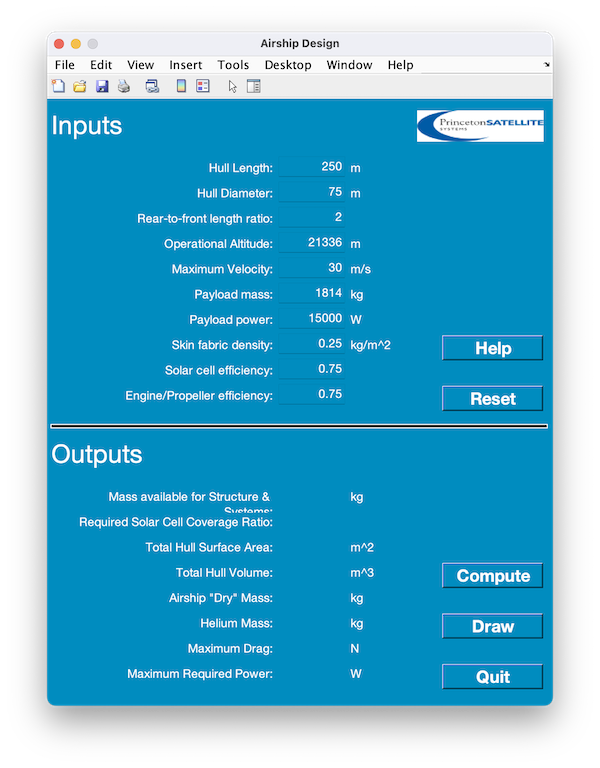 Airship Design
File Edit View Insert Tools Desktop Window Help
Inputs
PrincetonSATELLITE
SYSTEMS
Hull Length: 250 m
Hull Diameter: 75 m
Rear-to-front length ratio: 2
Operational Altitude: 21336 m
Maximum Velocity: 30 m/s
Payload mass: 1814 kg
Payload power: 15000 W
Skin fabric density: 0.25 kg/m^2
Help
Solar cell efficiency: 0.75
Engine/Propeller efficiency: 0.75
Reset
Outputs
Mass available for Structure & kg
Systems:
Required Solar Cell Coverage Ratio:
Total Hull Surface Area: m^2
Total Hull Volume: m^3
Compute
Airship "Dry" Mass: kg
Helium Mass: kg
Draw
Maximum Drag: N
Maximum Required Power: W
Quit